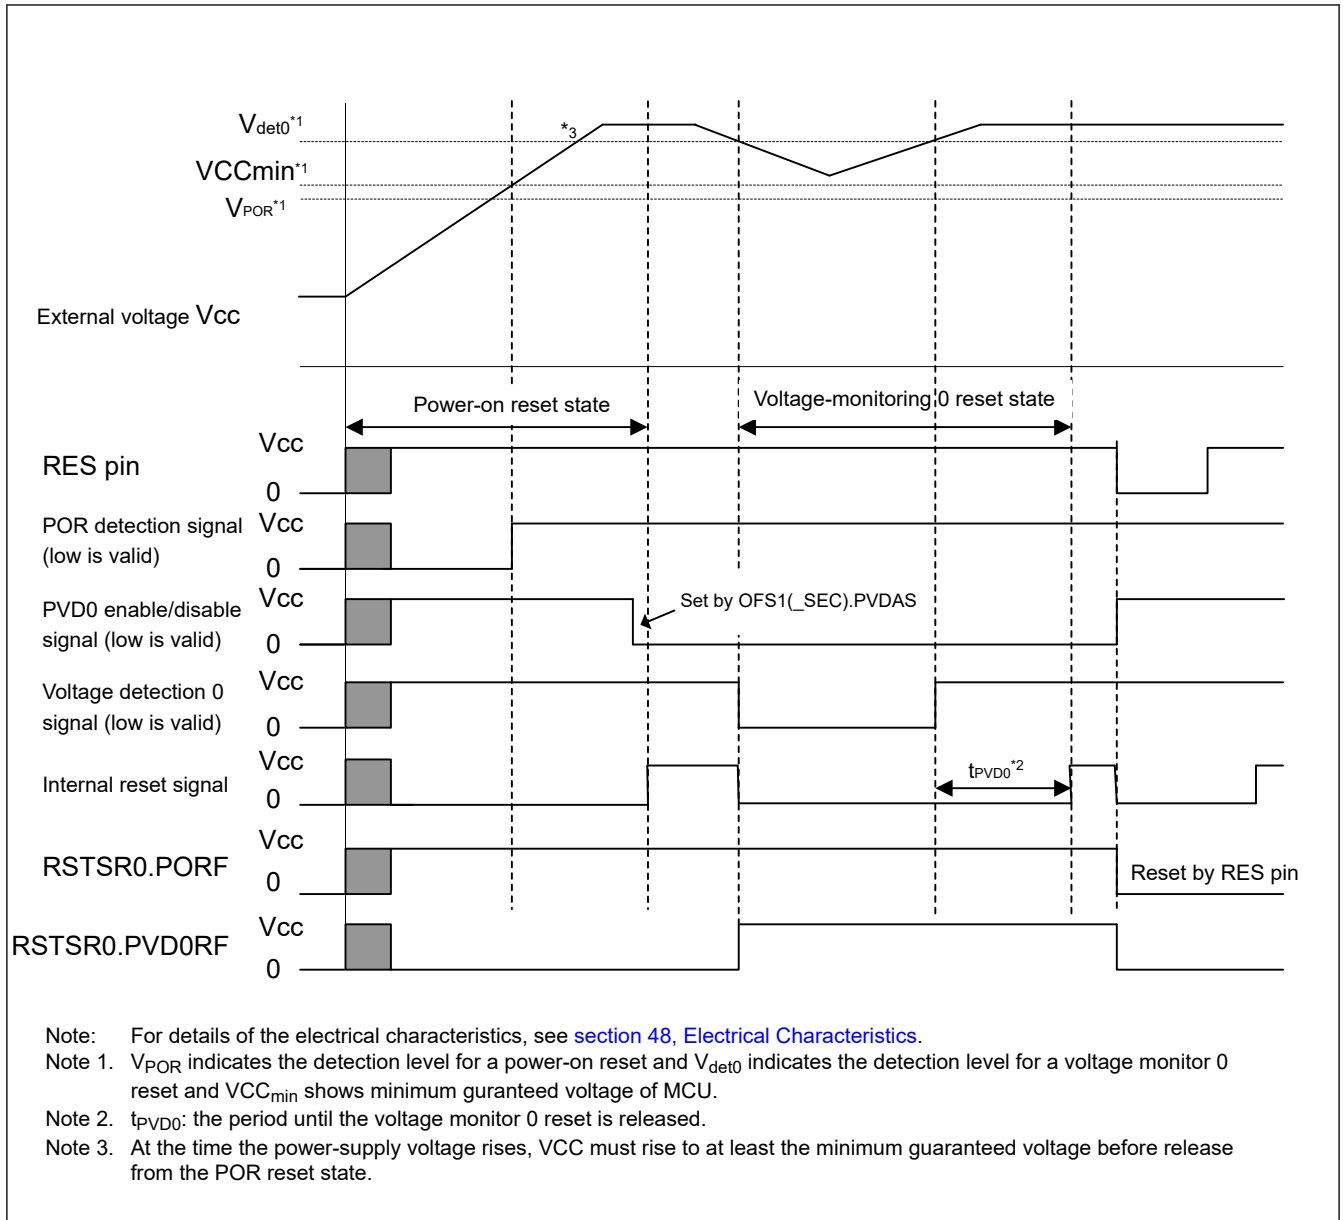 Vdet0*1
*3
VCCmin*1
VPOR*1
External voltage Vcc
Power-on reset state
Voltage-monitoring 0 reset state
RES pin
Vcc
0
POR detection signal
(low is valid)
Vcc
0
PVD0 enable/disable
signal (low is valid)
Vcc
0
Set by OFS1(_SEC).PVDAS
Voltage detection 0
signal (low is valid)
Vcc
0
Internal reset signal
Vcc
0
tPVD0*2
RSTSR0.PORF
Vcc
0
Reset by RES pin
RSTSR0.PVD0RF
Vcc
0
Note: For details of the electrical characteristics, see section 48, Electrical Characteristics.
Note 1. VPOR indicates the detection level for a power-on reset and Vdet0 indicates the detection level for a voltage monitor 0
reset and VCCmin shows minimum guranteed voltage of MCU.
Note 2. tPVD0: the period until the voltage monitor 0 reset is released.
Note 3. At the time the power-supply voltage rises, VCC must rise to at least the minimum guaranteed voltage before release
from the POR reset state.